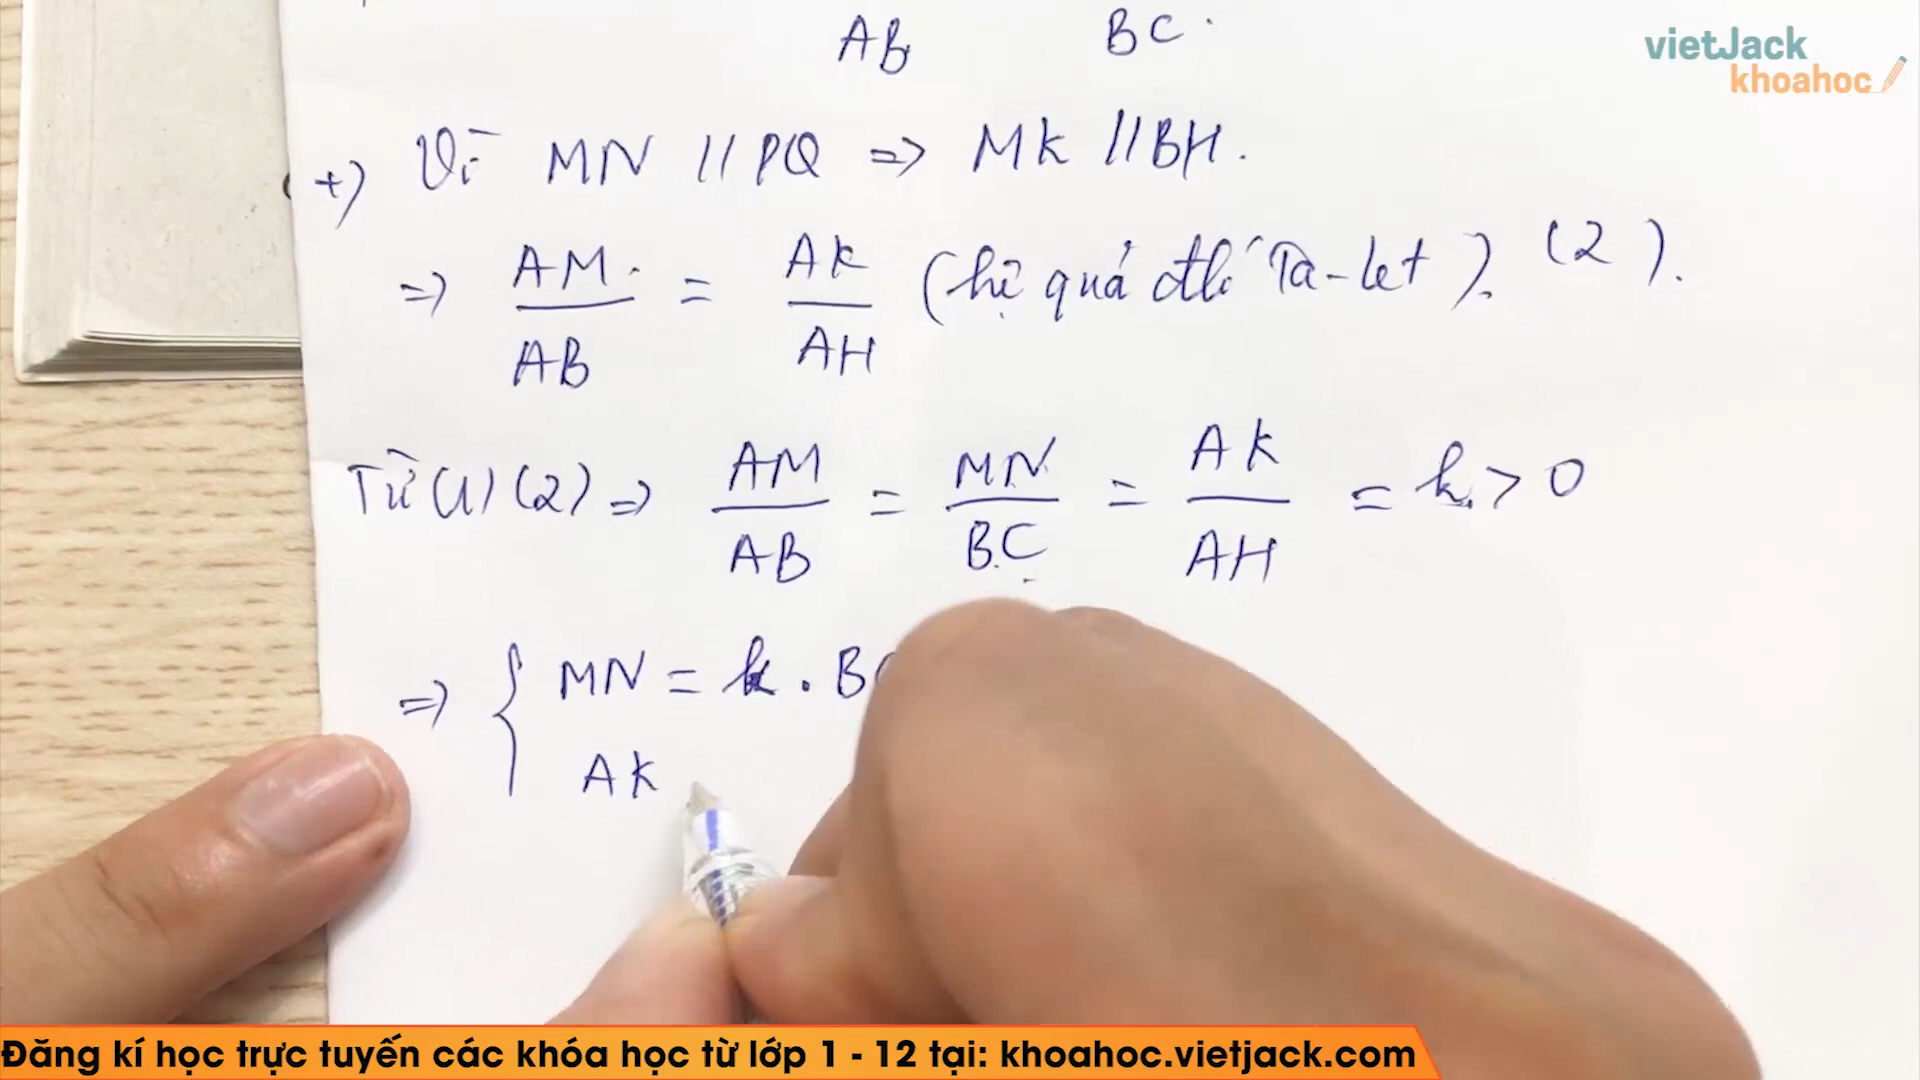 vietJack
khoahoc
AB BC.
+) Vì MN // PQ => MK // BH.
=> AM / AB = AK / AH (hệ quả đlí Ta-let). (2).
Từ (1) (2) => AM / AB = MN / BC = AK / AH = k > 0
=> { MN = k . BC
AK
Đăng kí học trực tuyến các khóa học từ lớp 1 - 12 tại: khoahoc.vietjack.com